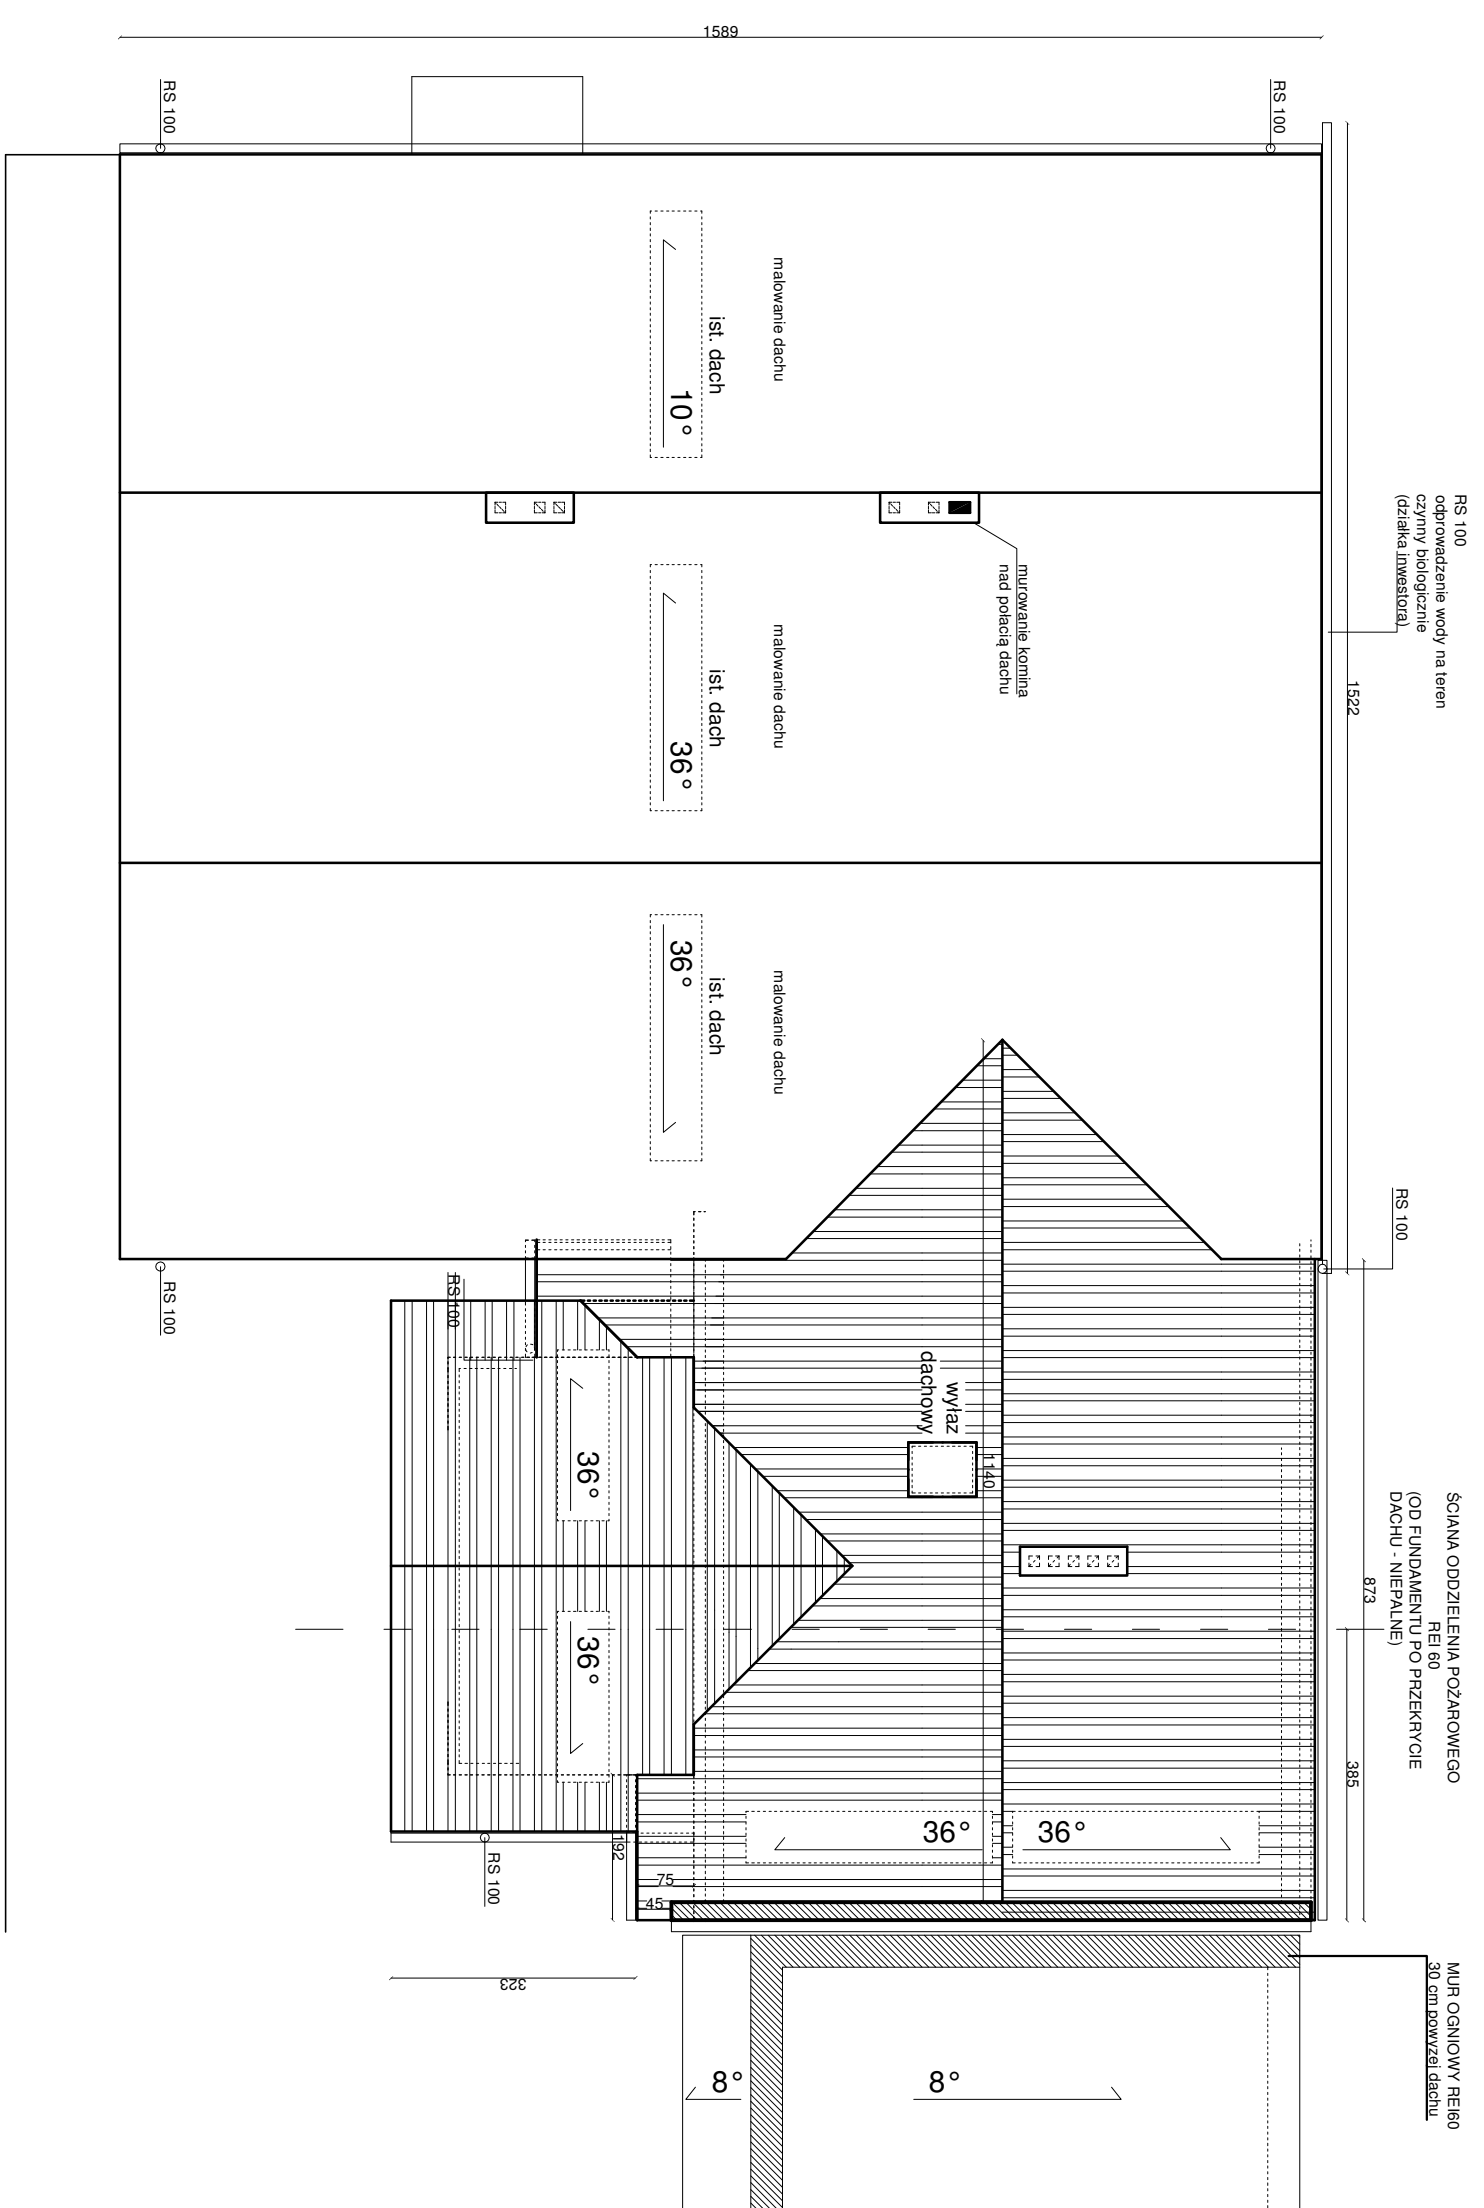 1589
RS 100
RS 100
RS 100
odprowadzenie wody na teren
czynny biologicznie
(działka inwestora)
1522
malowanie dachu
ist. dach
10°
murowanie komina
nad połacią dachu
malowanie dachu
ist. dach
36°
malowanie dachu
ist. dach
36°
RS 100
RS 100
RS 100
wyłaz
dachowy
1140
36°
36°
ŚCIANA ODDZIELENIA POŻAROWEGO
REI 60
(OD FUNDAMENTU PO PRZEKRYCIE
DACHU - NIEPALNE)
873
385
36°
36°
192
75
45
RS 100
323
MUR OGNIOWY REI60
30 cm powyzej dachu
8°
8°